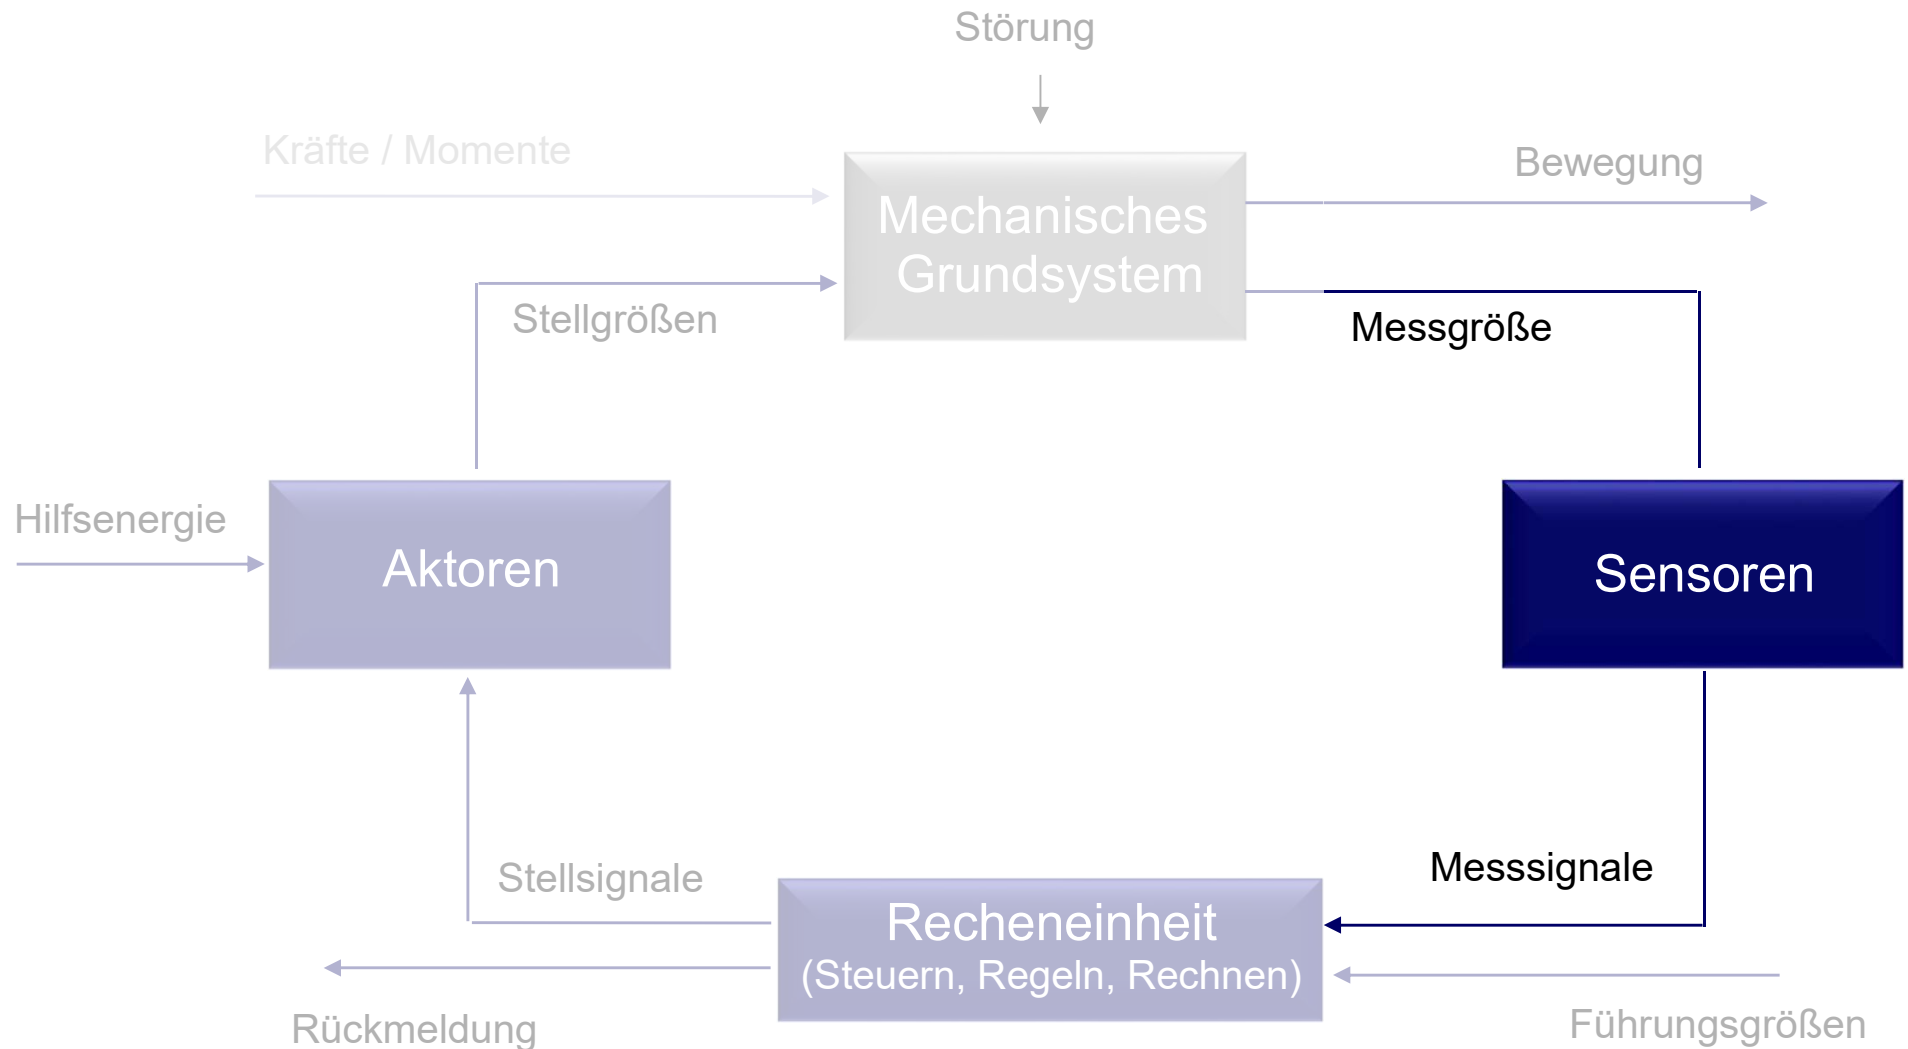 Störung
Kräfte / Momente
Bewegung
Mechanisches
Grundsystem
Stellgrößen
Messgröße
Hilfsenergie
Aktoren
Sensoren
Messsignale
Stellsignale
Recheneinheit
(Steuern, Regeln, Rechnen)
Rückmeldung
Führungsgrößen